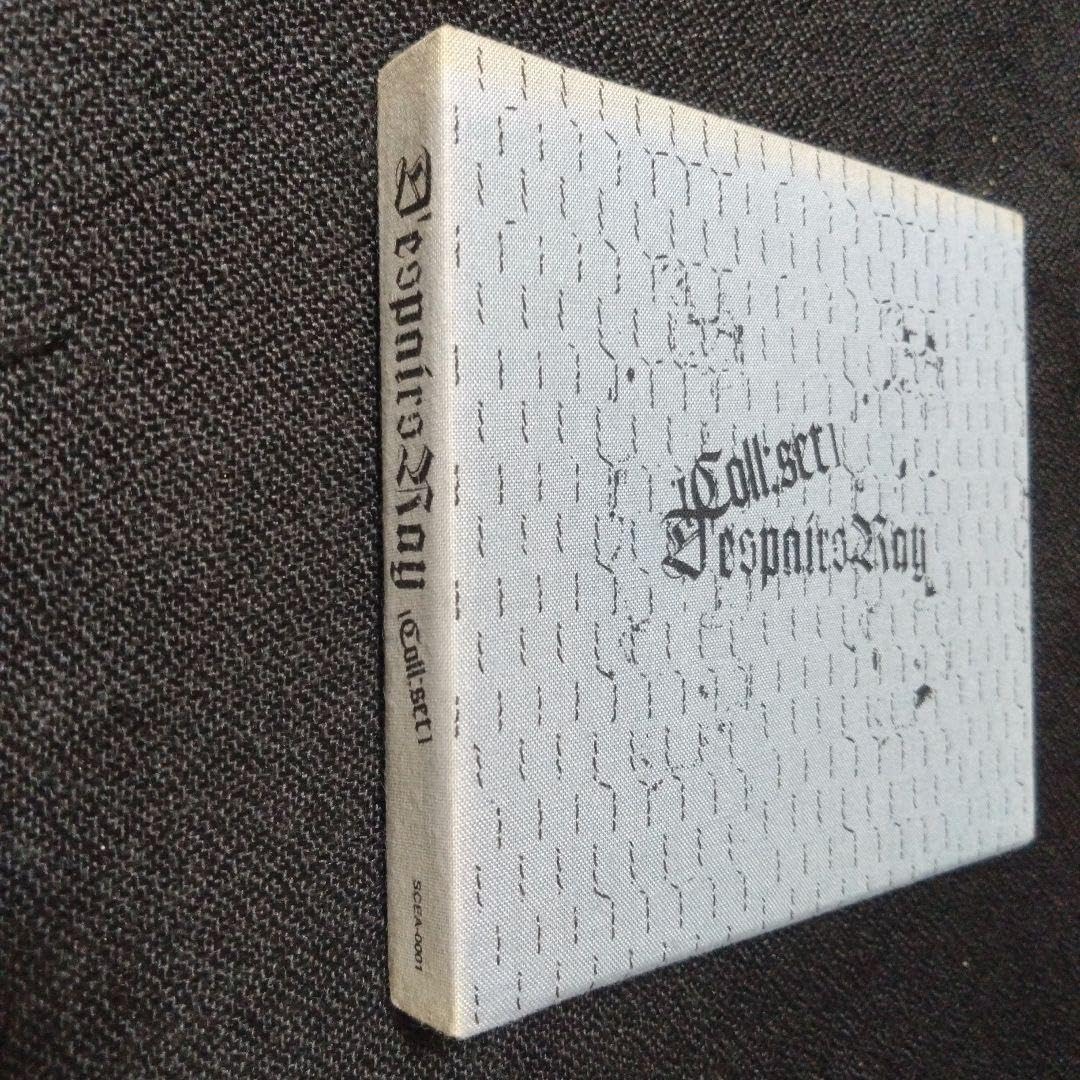 D'espairsRay
[Coll:set]
SCEA-0001
[Coll:set]
D'espairsRay